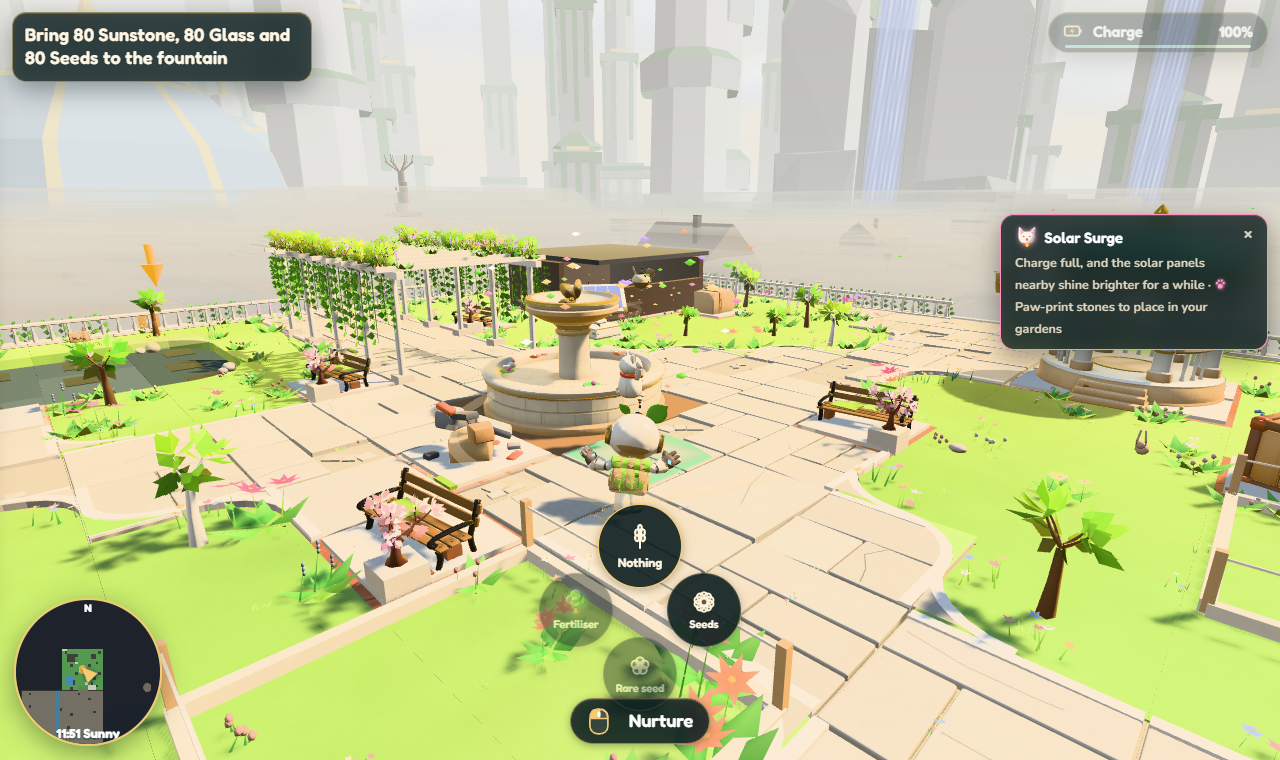 Bring 80 Sunstone, 80 Glass and
80 Seeds to the fountain
Charge 100%
Solar Surge
Charge full, and the solar panels
nearby shine brighter for a while ·
Paw-print stones to place in your
gardens
Nothing
Fertiliser
Seeds
Rare seed
Nurture
N
11:51 Sunny